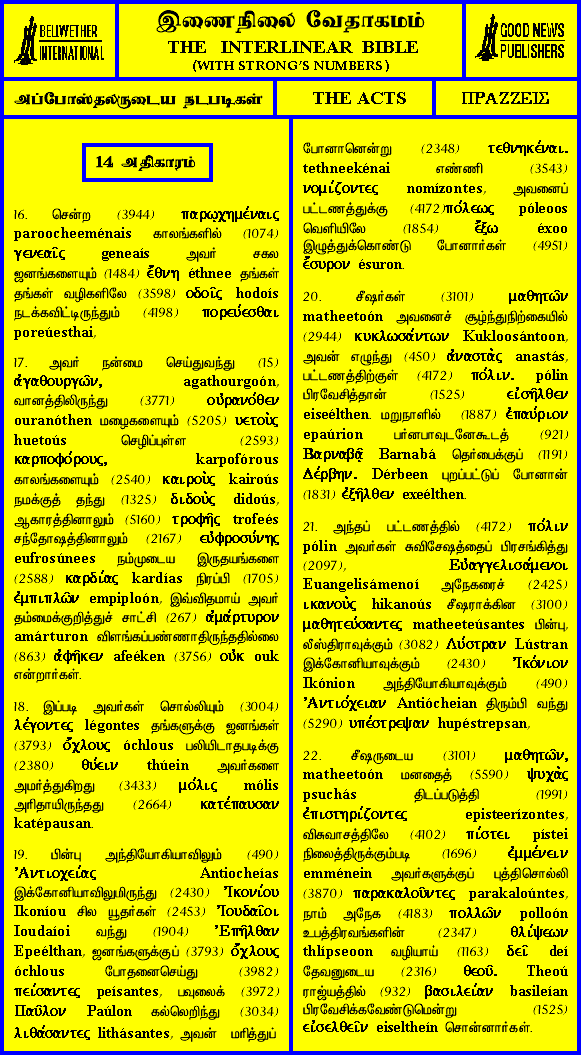 BELLWETHER
INTERNATIONAL
இணைநிலை வேதாகமம்
THE INTERLINEAR BIBLE
(WITH STRONG'S NUMBERS)
GOOD NEWS
PUBLISHERS
அப்போஸ்தலருடைய நடபடிகள்
THE ACTS
ΠΡΑΖΖΕΙΣ
14 அதிகாரம்
16. சென்ற (3944) παρῳχημέναις
paroocheeménais காலங்களில் (1074)
γενεαῖς geneaís அவர் சகல
ஜனங்களையும் (1484) ἔθνη éthnee தங்கள்
தங்கள் வழிகளிலே (3598) ὁδοῖς hodoís
நடக்கவிட்டிருந்தும் (4198) πορεύεσθαι
poreúesthai,
17. அவர் நன்மை செய்துவந்து (15)
ἀγαθουργῶν, agathourgoón,
வானத்திலிருந்து (3771) οὐρανόθεν
ouranóthen மழைகளையும் (5205) υετοὺς
huetoús செழிப்புள்ள (2593)
καρποφόρους, karpofórous
காலங்களையும் (2540) καιροὺς kairoús
நமக்குத் தந்து (1325) διδοὺς didoús,
ஆகாரத்தினாலும் (5160) τροφῆς trofeés
சந்தோஷத்தினாலும் (2167) εὐφροσύνης
eufrosúnees நம்முடைய இருதயங்களை
(2588) καρδίας kardías நிரப்பி (1705)
ἐμπιπλῶν empiploón, இவ்விதமாய் அவர்
தம்மைக்குறித்துச் சாட்சி (267) ἀμάρτυρον
amárturon விளங்கப்பண்ணாதிருந்ததில்லை
(863) ἀφῆκεν afeéken (3756) οὐκ ouk
என்றார்கள்.
18. இப்படி அவர்கள் சொல்லியும் (3004)
λέγοντες légontes தங்களுக்கு ஜனங்கள்
(3793) ὄχλους óchlous பலியிடாதபடிக்கு
(2380) θύειν thúein அவர்களை
அமர்த்துகிறது (3433) μόλις mólis
அரிதாயிருந்தது (2664) κατέπαυσαν
katépausan.
19. பின்பு அந்தியோகியாவிலும் (490)
Ἀντιοχείας Antiocheías
இக்கோனியாவிலுமிருந்து (2430) Ἰκονίου
Ikoníou சில யூதர்கள் (2453) Ἰουδαῖοι
Ioudaíoi வந்து (1904) Ἐπῆλθαν
Epeélthan, ஜனங்களுக்குப் (3793) ὄχλους
óchlous போதனைசெய்து (3982)
πείσαντες peísantes, பவுலைக் (3972)
Παῦλον Paúlon கல்லெறிந்து (3034)
λιθάσαντες lithásantes, அவன் மரித்துப்
போனானென்று (2348) τεθνηκέναι.
tethneekénai எண்ணி (3543)
νομίζοντες nomízontes, அவனைப்
பட்டணத்துக்கு (4172)πόλεως póleoos
வெளியிலே (1854) ἔξω éxoo
இழுத்துக்கொண்டு போனார்கள் (4951)
ἔσυρον ésuron.
20. சீஷர்கள் (3101) μαθητῶν
matheetoón அவனைச் சூழ்ந்துநிற்கையில்
(2944) κυκλωσάντων Kukloosántoon,
அவன் எழுந்து (450) ἀναστὰς anastás,
பட்டணத்திற்குள் (4172) πόλιν. pólin
பிரவேசித்தான் (1525) εἰσῆλθεν
eiseélthen. மறுநாளில் (1887) ἐπαύριον
epaúrion பர்னபாவுடனேகூடத் (921)
Βαρναβᾷ Barnabá தெர்பைக்குப் (1191)
Δέρβην. Dérbeen புறப்பட்டுப் போனான்
(1831) ἐξῆλθεν exeélthen.
21. அந்தப் பட்டணத்தில் (4172) πόλιν
pólin அவர்கள் சுவிசேஷத்தைப் பிரசங்கித்து
(2097), Εὐαγγελισάμενοι
Euangelisámenoí அநேகரைச் (2425)
ικανοὺς hikanoús சீஷராக்கின (3100)
μαθητεύσαντες matheeteúsantes பின்பு,
லீஸ்திராவுக்கும் (3082) Λύστραν Lústran
இக்கோனியாவுக்கும் (2430) Ἰκόνιον
Ikónion அந்தியோகியாவுக்கும் (490)
Ἀντιόχειαν Antiócheian திரும்பி வந்து
(5290) υπέστρεψαν hupéstrepsan,
22. சீஷருடைய (3101) μαθητῶν,
matheetoón மனதைத் (5590) ψυχὰς
psuchás திடப்படுத்தி (1991)
ἐπιστηρίζοντες episteerízontes,
விசுவாசத்திலே (4102) πίστει pístei
நிலைத்திருக்கும்படி (1696) ἐμμένειν
emménein அவர்களுக்குப் புத்திசொல்லி
(3870) παρακαλοῦντες parakaloúntes,
நாம் அநேக (4183) πολλῶν polloón
உபத்திரவங்களின் (2347) θλίψεων
thlípseoon வழியாய் (1163) δεῖ deí
தேவனுடைய (2316) θεοῦ. Theoú
ராஜ்யத்தில் (932) βασιλείαν basileían
பிரவேசிக்கவேண்டுமென்று (1525)
εἰσελθεῖν eiseltheín சொன்னார்கள்.